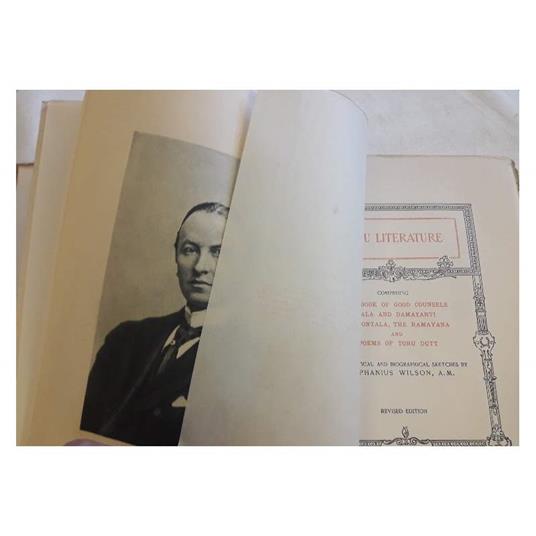 U LITERATURE
COMPRISING
BOOK OF GOOD COUNSELS
ALA AND DAMAYANTI
ONTALA, THE RAMAYANA
AND
POEMS OF TORU DUTT
ICAL AND BIOGRAPHICAL SKETCHES BY
PHANIUS WILSON, A.M.
REVISED EDITION